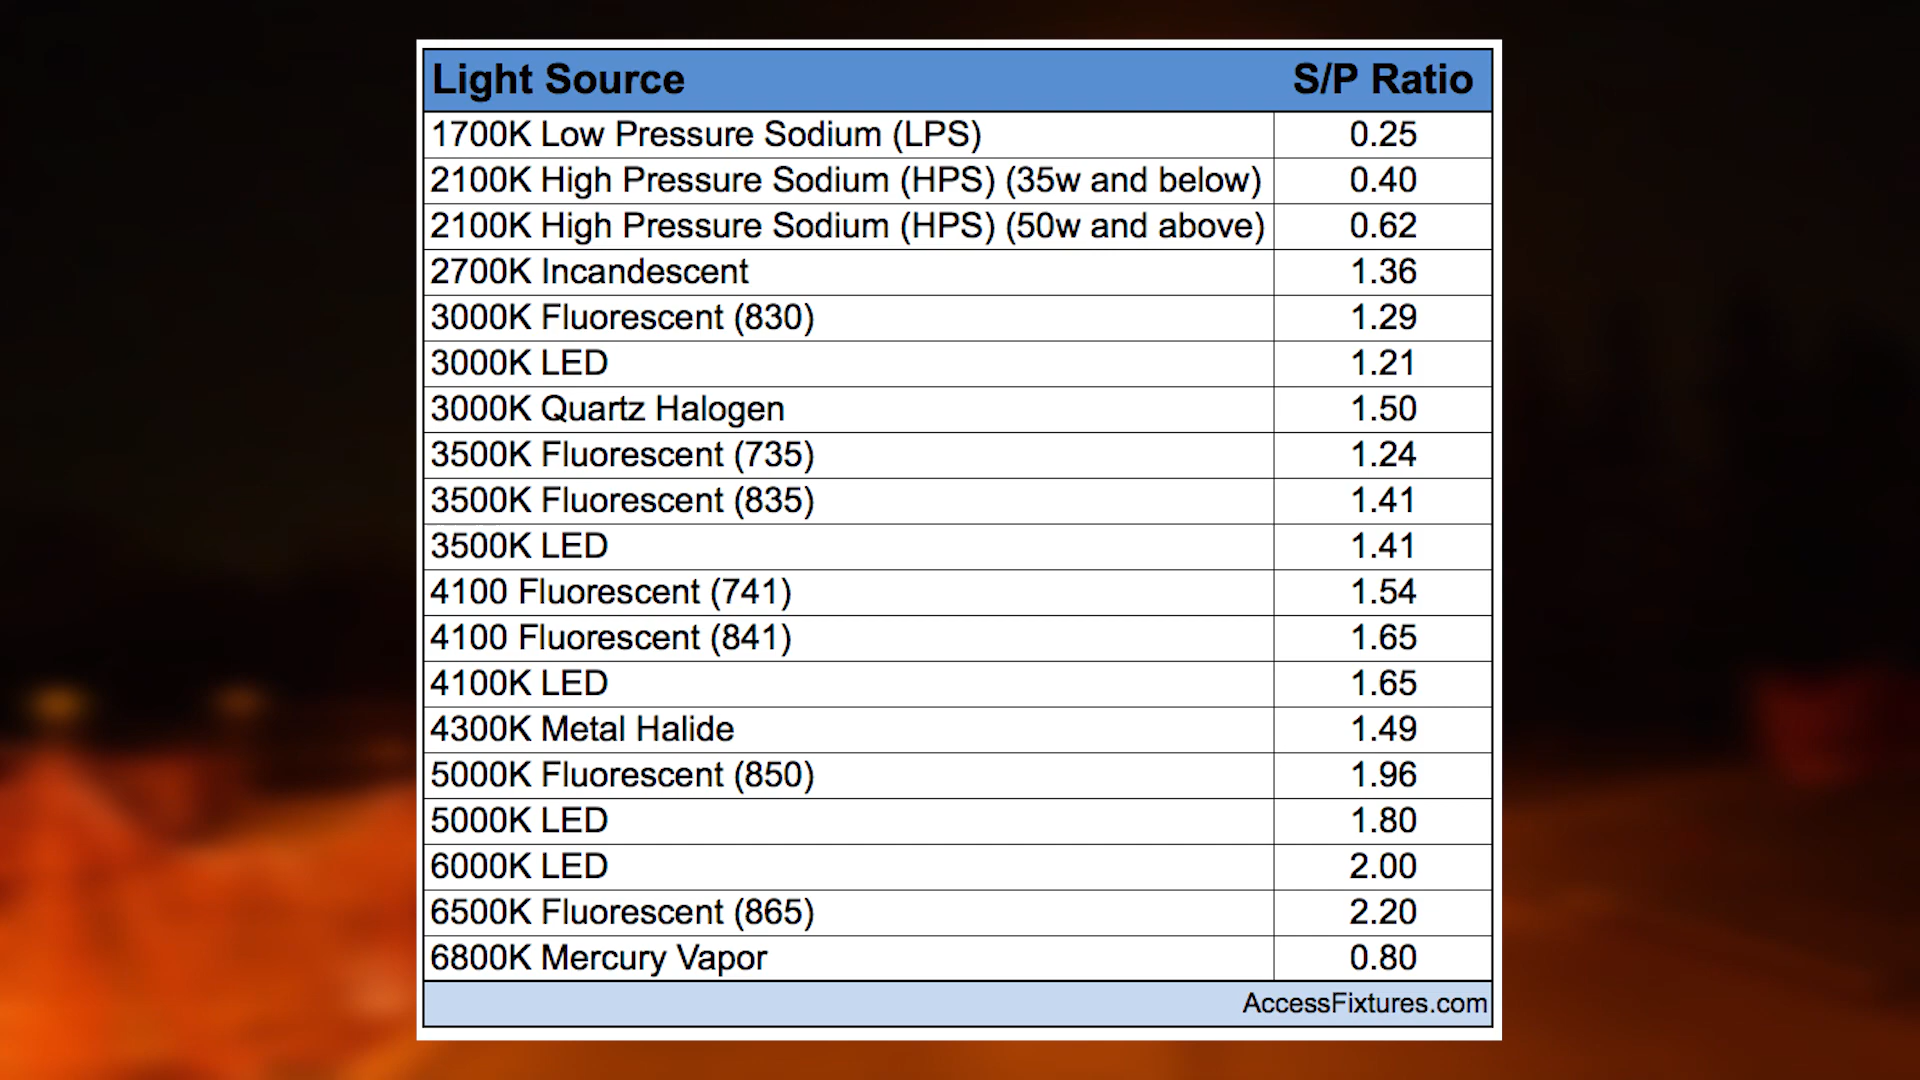 Light Source S/P Ratio
1700K Low Pressure Sodium (LPS) 0.25
2100K High Pressure Sodium (HPS) (35w and below) 0.40
2100K High Pressure Sodium (HPS) (50w and above) 0.62
2700K Incandescent 1.36
3000K Fluorescent (830) 1.29
3000K LED 1.21
3000K Quartz Halogen 1.50
3500K Fluorescent (735) 1.24
3500K Fluorescent (835) 1.41
3500K LED 1.41
4100 Fluorescent (741) 1.54
4100 Fluorescent (841) 1.65
4100K LED 1.65
4300K Metal Halide 1.49
5000K Fluorescent (850) 1.96
5000K LED 1.80
6000K LED 2.00
6500K Fluorescent (865) 2.20
6800K Mercury Vapor 0.80
AccessFixtures.com